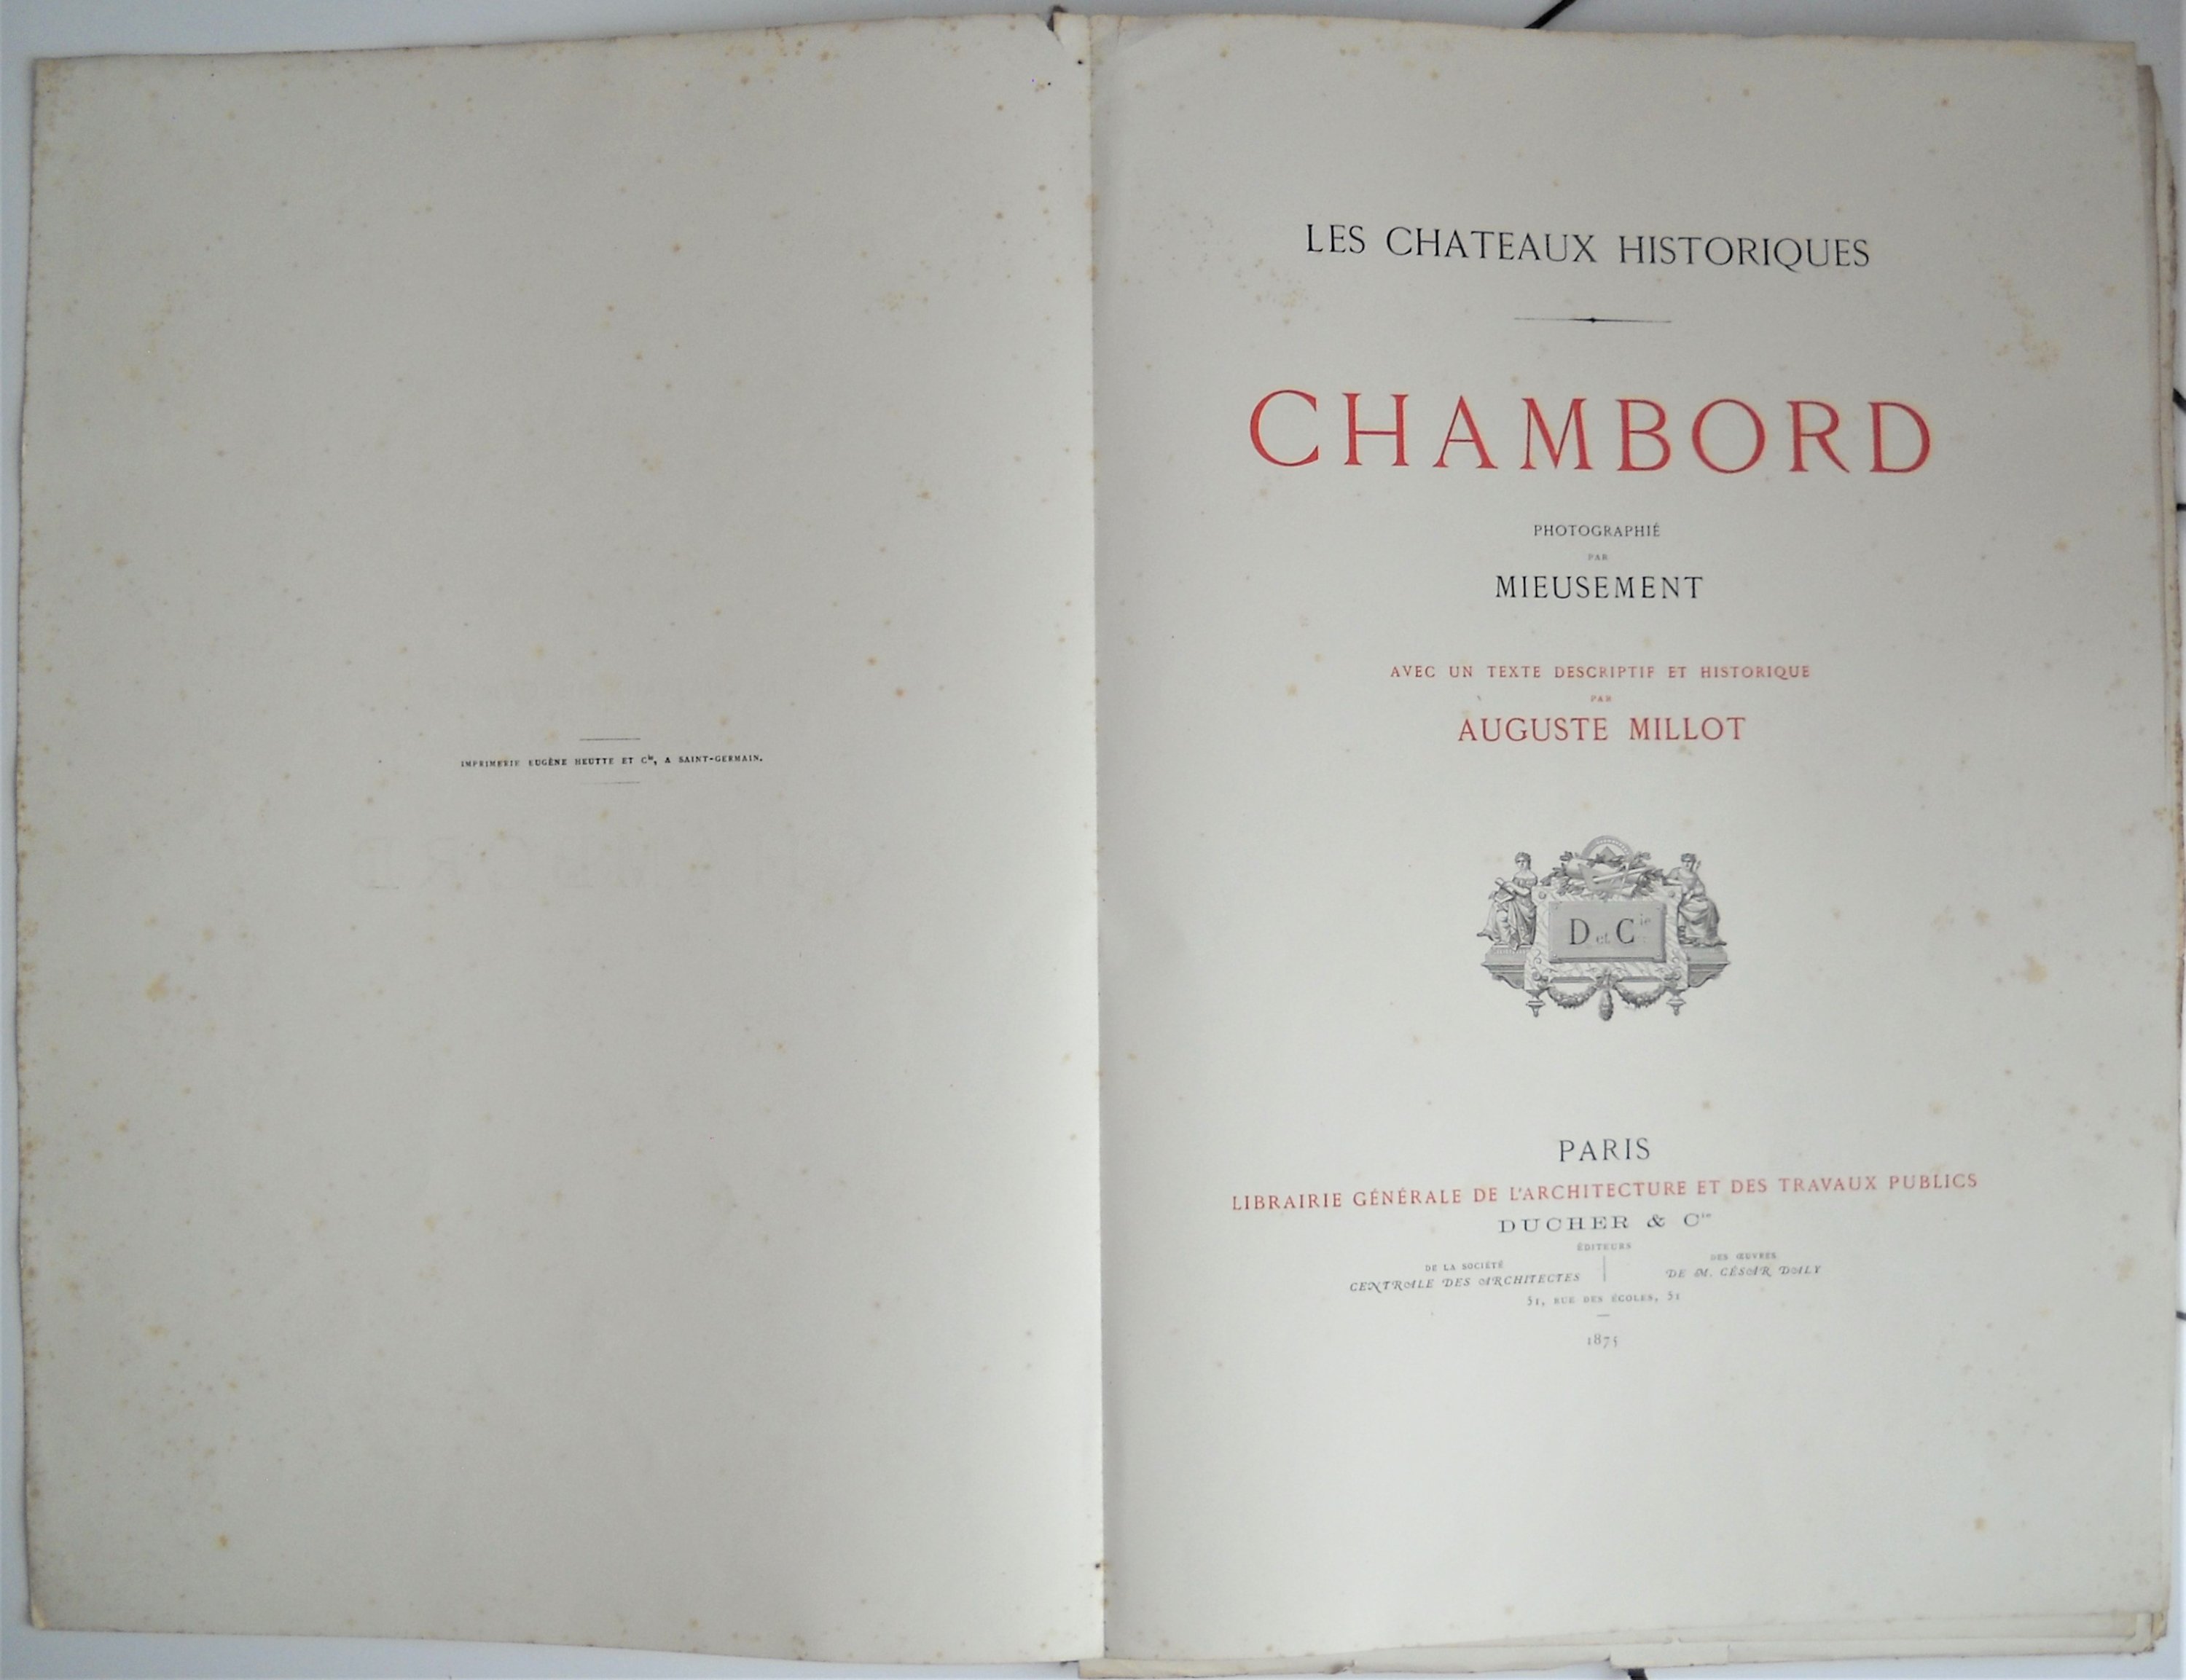 IMPRIMERIE EUGÈNE HEUTTE ET Cie, A SAINT-GERMAIN.
LES CHATEAUX HISTORIQUES
CHAMBORD
PHOTOGRAPHIÉ
PAR
MIEUSEMENT
AVEC UN TEXTE DESCRIPTIF ET HISTORIQUE
PAR
AUGUSTE MILLOT
D et Cie
PARIS
LIBRAIRIE GÉNÉRALE DE L'ARCHITECTURE ET DES TRAVAUX PUBLICS
DUCHER & Cie
ÉDITEURS
DE LA SOCIÉTÉ
CENTRALE DES ARCHITECTES
DES ŒUVRES
DE M. CÉSAR DALY
51, RUE DES ÉCOLES, 51
1875